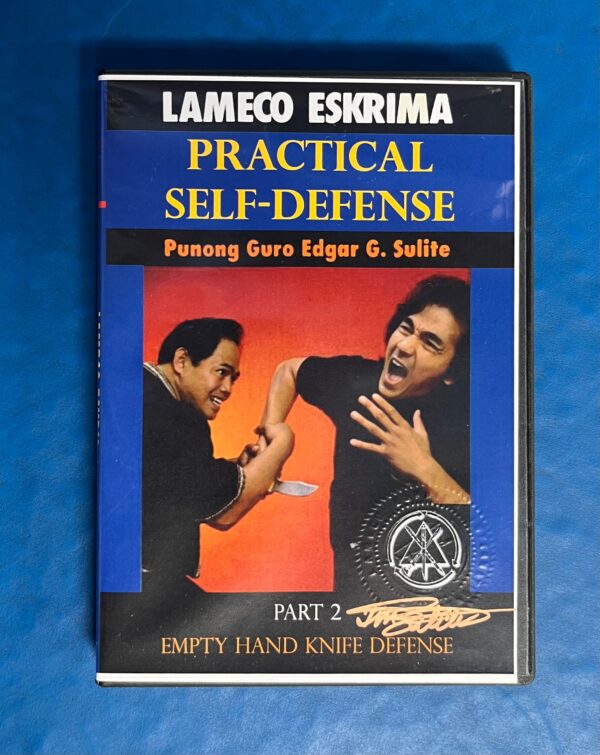 LAMECO ESKRIMA
PRACTICAL
SELF-DEFENSE
Punong Guro Edgar G. Sulite
PART 2
EMPTY HAND KNIFE DEFENSE